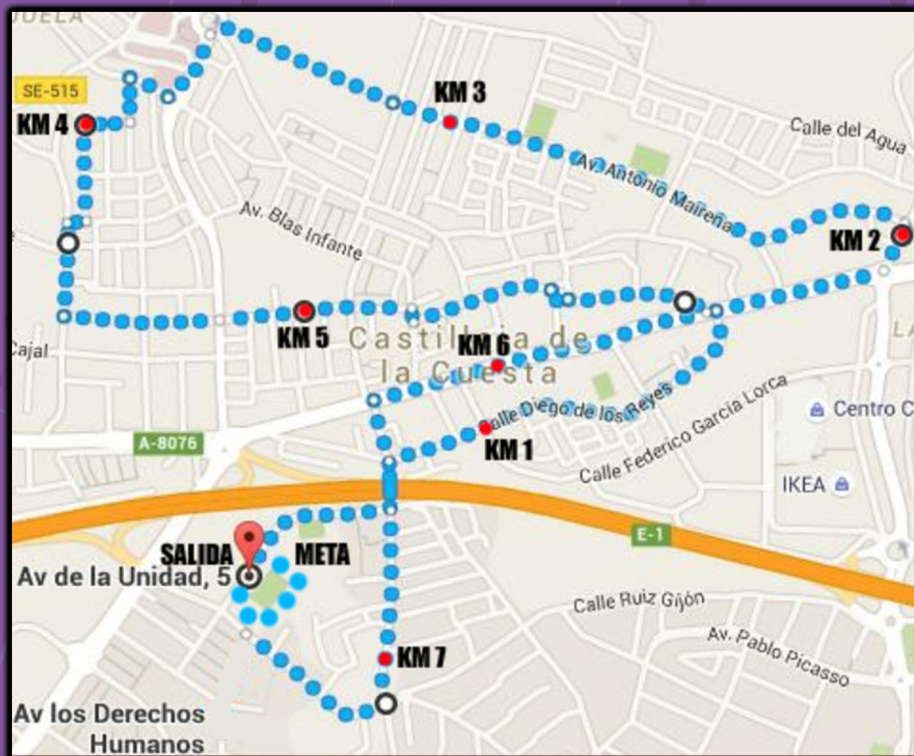 SE-515
KM 3
KM 4
Calle del Agua
Av. Antonio Mairena
Av. Blas Infante
KM 2
KM 5
Cajal
Castilleja de
la Cuesta
KM 6
Calle Diego de los Reyes
KM 1
Calle Federico García Lorca
Centro C
A-8076
IKEA
E-1
SALIDA
META
Av de la Unidad, 5
Calle Ruiz Gijón
KM 7
Av. Pablo Picasso
Av los Derechos
Humanos